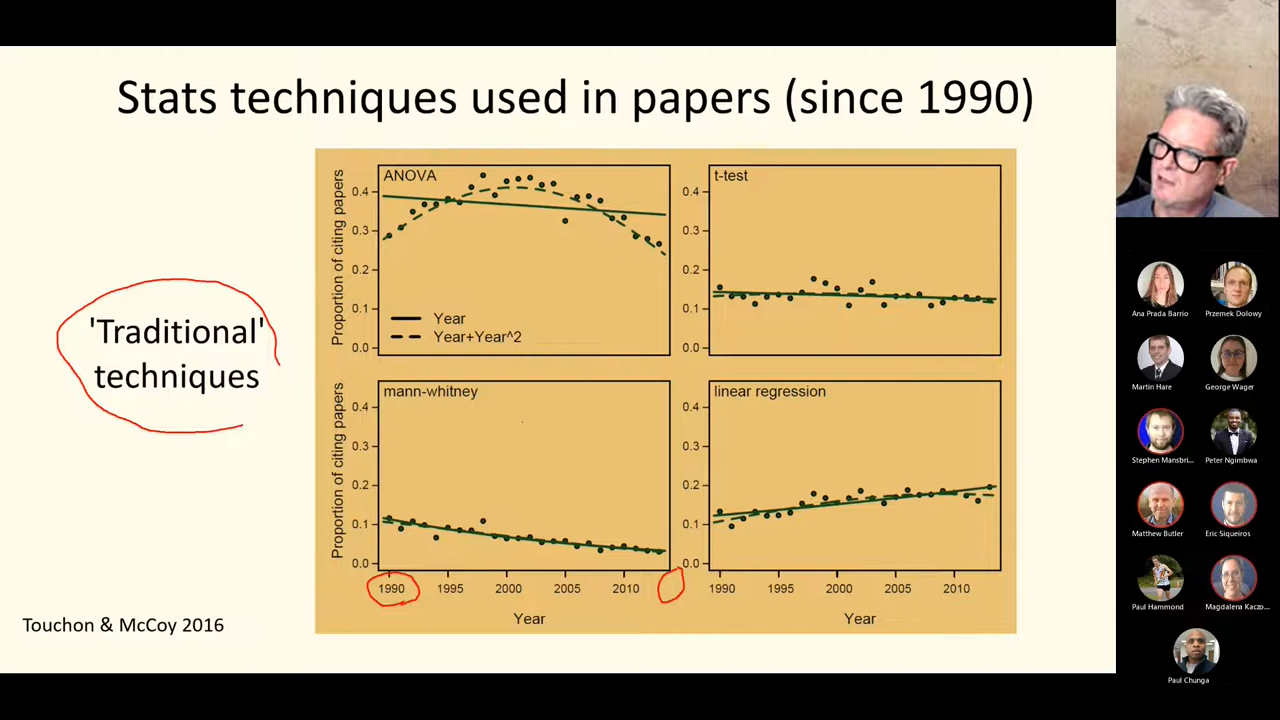 Stats techniques used in papers (since 1990)
'Traditional'
techniques
Touchon & McCoy 2016
ANOVA
Proportion of citing papers
0.4
0.3
0.2
0.1
0.0
Year
Year+Year^2
t-test
0.4
0.3
0.2
0.1
0.0
mann-whitney
Proportion of citing papers
0.4
0.3
0.2
0.1
0.0
1990 1995 2000 2005 2010
Year
linear regression
0.4
0.3
0.2
0.1
0.0
1990 1995 2000 2005 2010
Year
Ana Prada Barrio
Przemek Dolowy
Martin Hare
George Wager
Stephen Mansbri...
Peter Ngimbwa
Matthew Butler
Eric Siqueiros
Paul Hammond
Magdalena Kaczo...
Paul Chunga